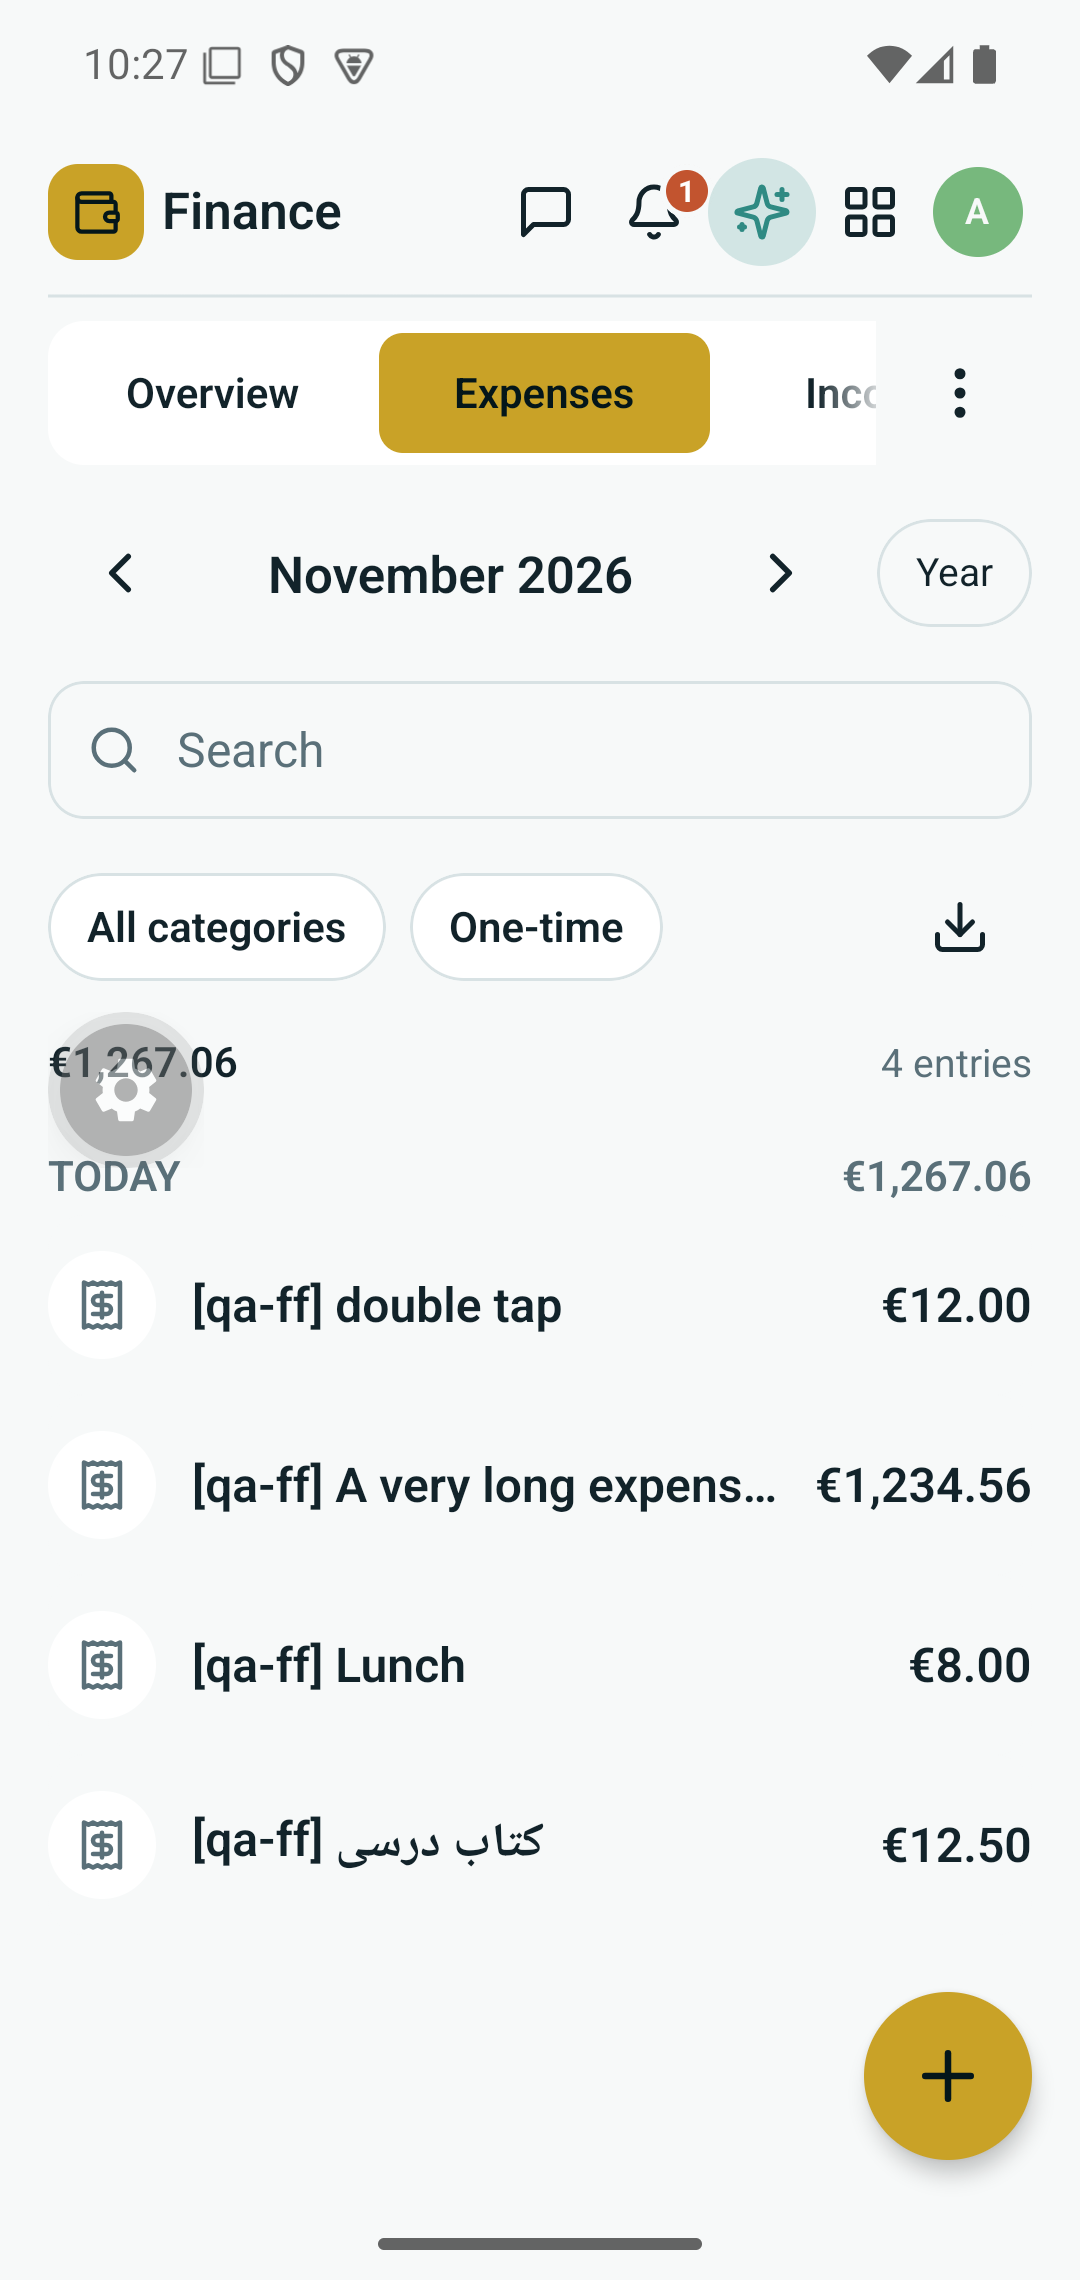 10:27
Finance
1
A
Overview
Expenses
Inco
November 2026
Year
Search
All categories
One-time
€1,267.06
4 entries
TODAY
€1,267.06
[qa-ff] double tap
€12.00
[qa-ff] A very long expens...
€1,234.56
[qa-ff] Lunch
€8.00
[qa-ff] کتاب درسی
€12.50